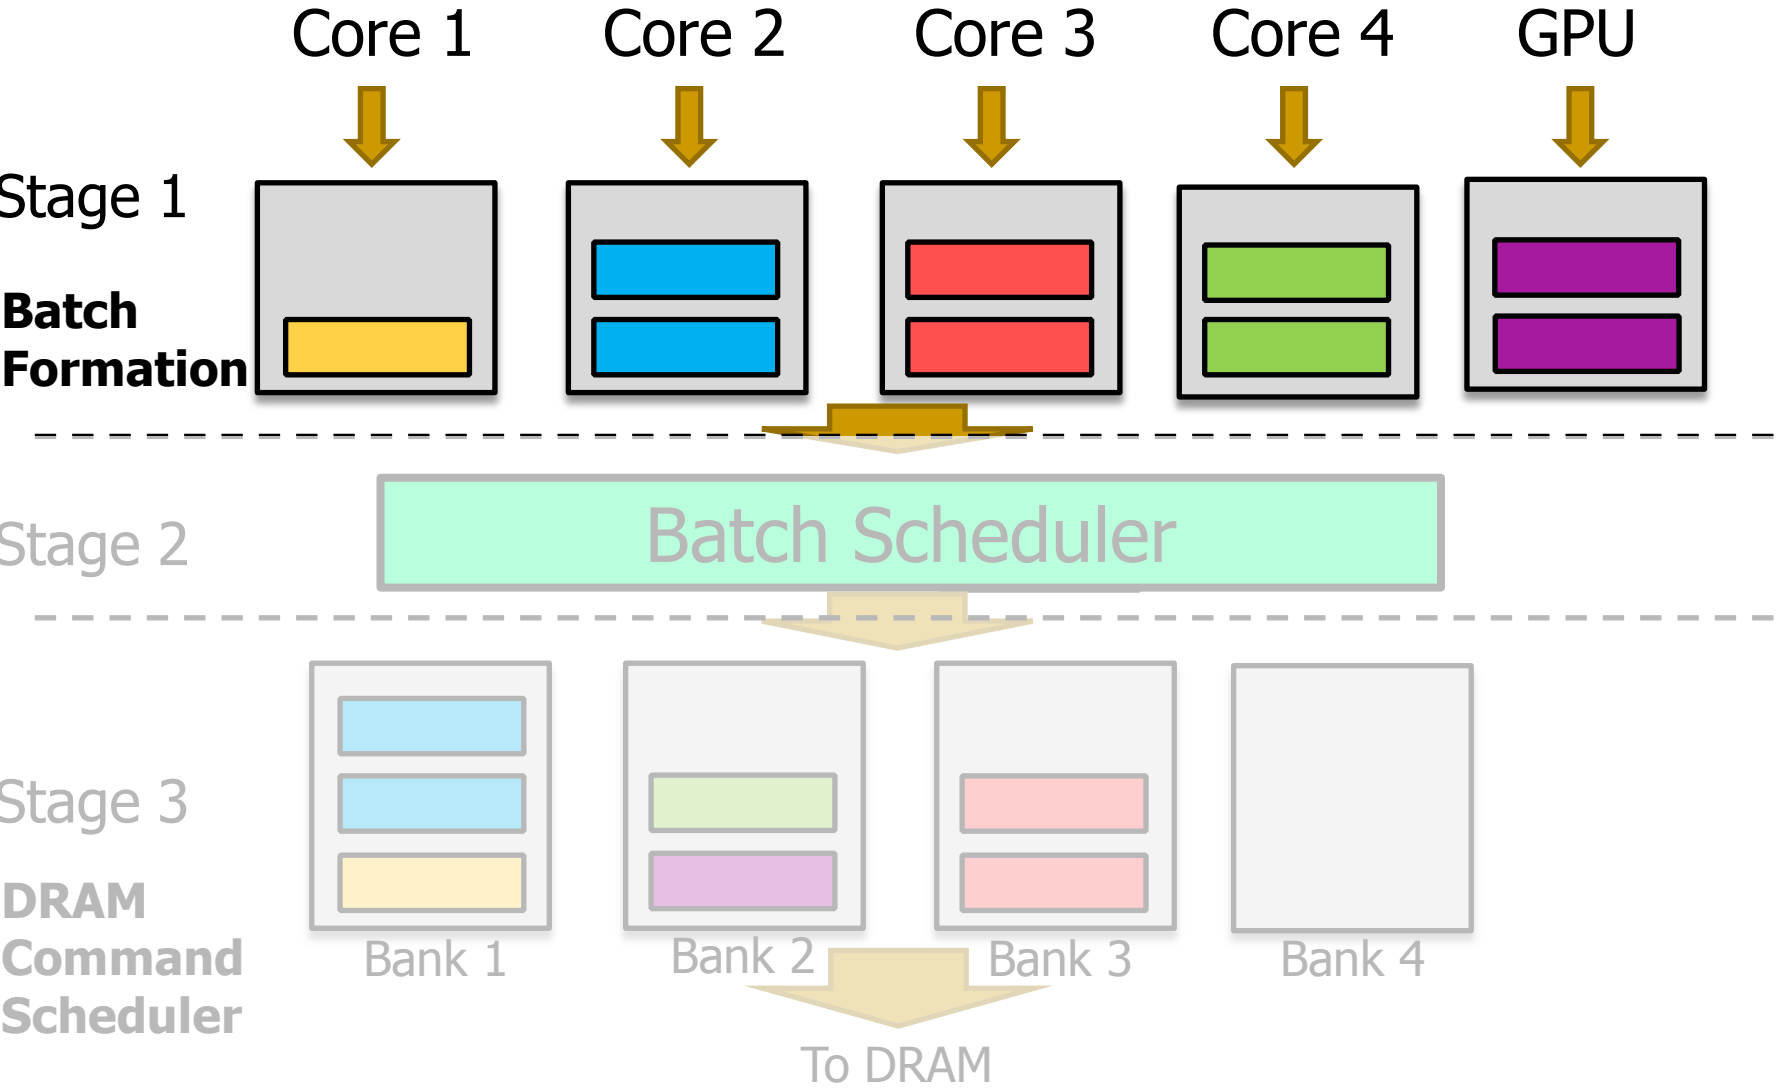 Core 1 Core 2 Core 3 Core 4 GPU
Stage 1
Batch
Formation
Batch Scheduler
Stage 2
Stage 3
DRAM
Command
Scheduler
Bank 1 Bank 2 Bank 3 Bank 4
To DRAM